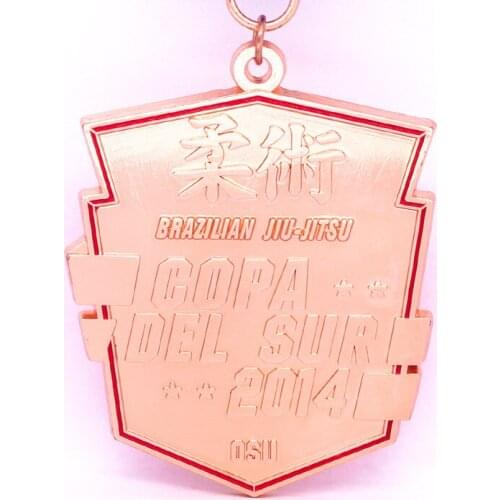 柔術
BRAZILIAN JIU-JITSU
COPA
DEL SUR
2014
OSU